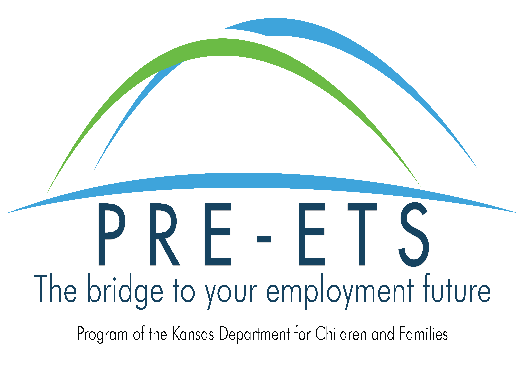 PRE-ETS
The bridge to your employment future
Program of the Kansas Department for Children and Families